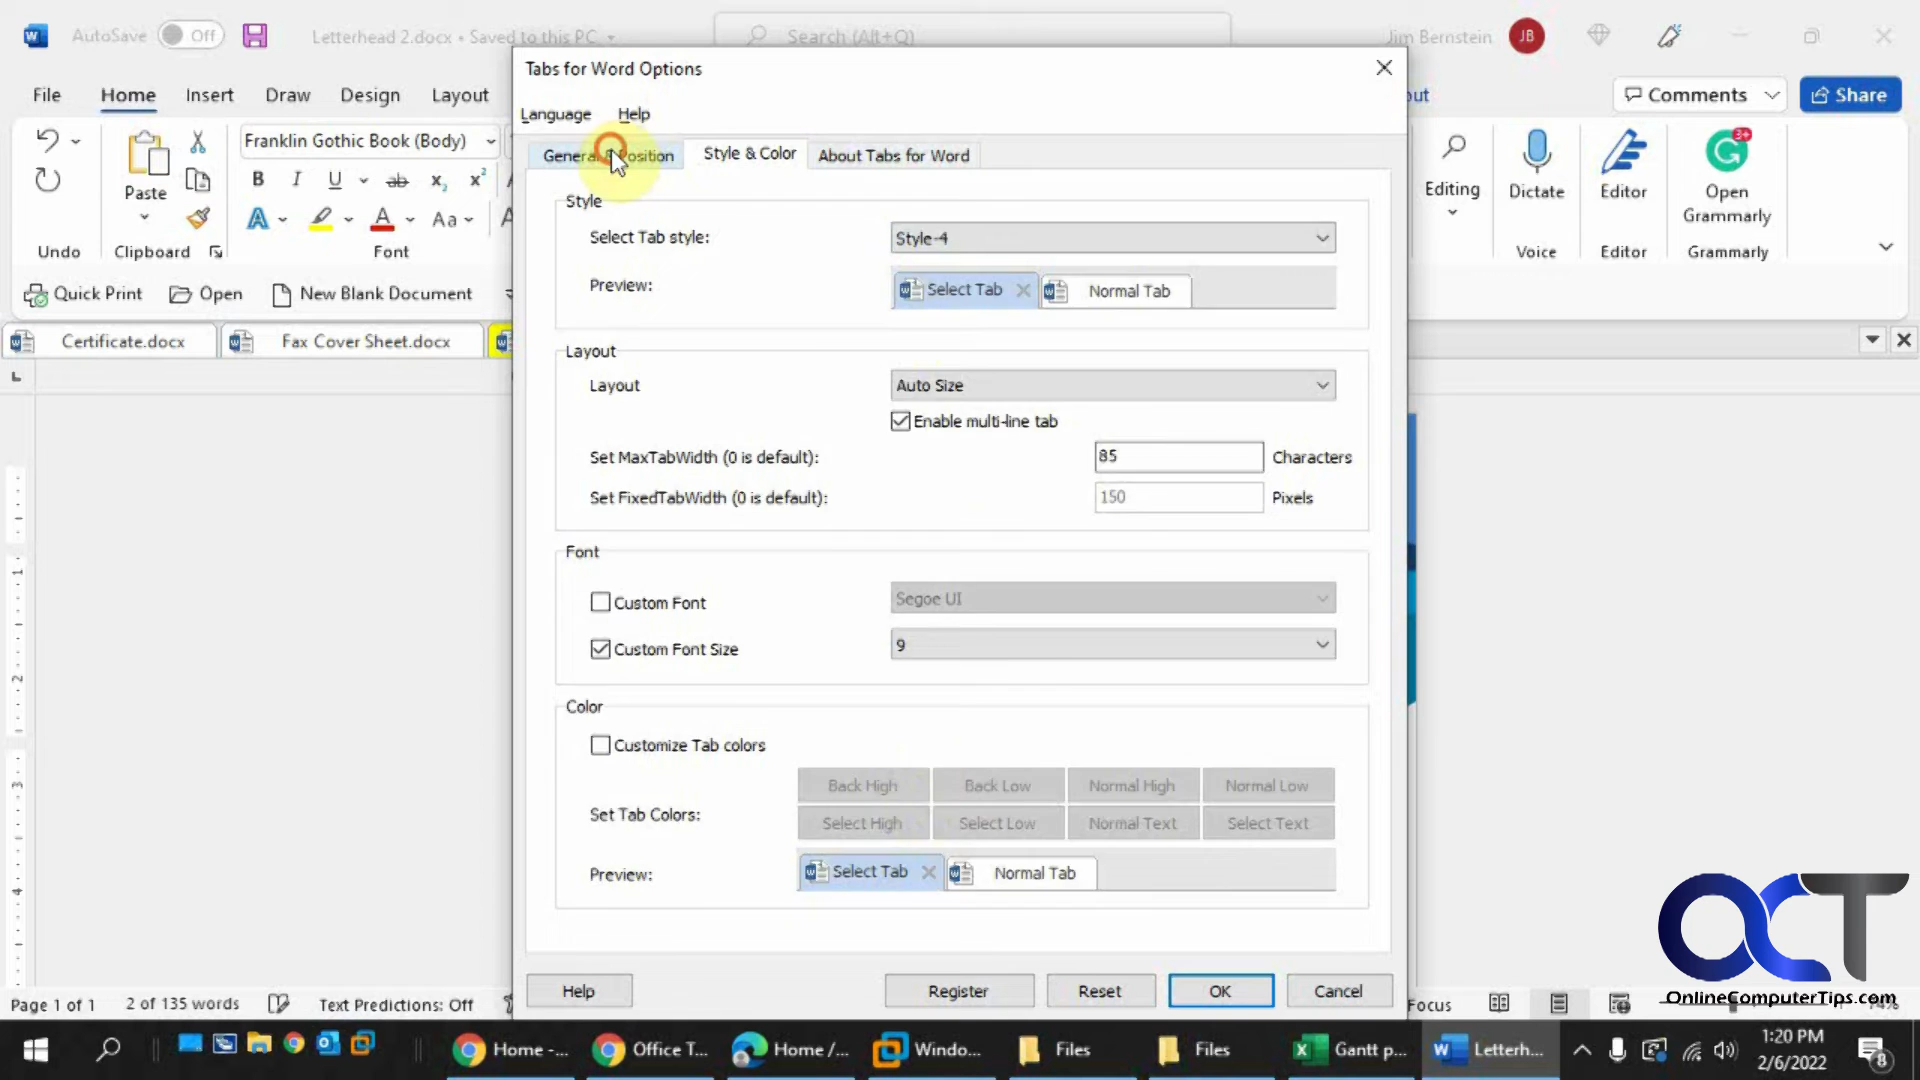 AutoSave Off Letterhead 2.docx • Saved to this PC Search (Alt+Q) Jim Bernstein JB
Tabs for Word Options
File Home Insert Draw Design Layout Comments Share
Language Help
General & Position Style & Color About Tabs for Word
Franklin Gothic Book (Body)
Paste
B I U ab x₂ x²
Editing Dictate Editor Open
Grammarly
A A Aa
Undo Clipboard Font Voice Editor Grammarly
Quick Print Open New Blank Document
Certificate.docx Fax Cover Sheet.docx
Style
Select Tab style: Style-4
Preview: Select Tab Normal Tab
Layout
Layout Auto Size
Enable multi-line tab
Set MaxTabWidth (0 is default): 85 Characters
Set FixedTabWidth (0 is default): 150 Pixels
Font
Custom Font Segoe UI
Custom Font Size 9
Color
Customize Tab colors
Back High Back Low Normal High Normal Low
Set Tab Colors:
Select High Select Low Normal Text Select Text
Preview: Select Tab Normal Tab
Help Register Reset OK Cancel
OCT
OnlineComputerTips.com
Page 1 of 1 2 of 135 words Text Predictions: Off Focus
Home -... Office T... Home /... Windo... Files Files Gantt p... Letterh... 1:20 PM
2/6/2022 8